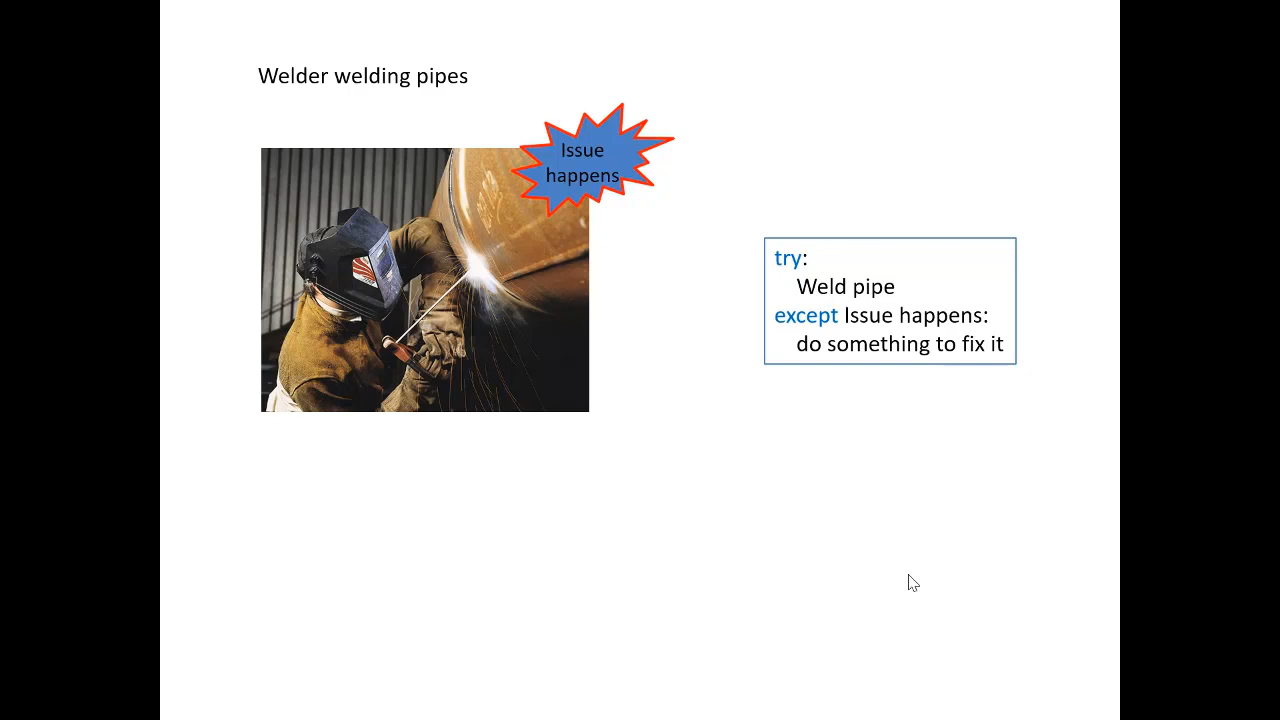 Welder welding pipes
Issue
happens
try:
Weld pipe
except Issue happens:
do something to fix it